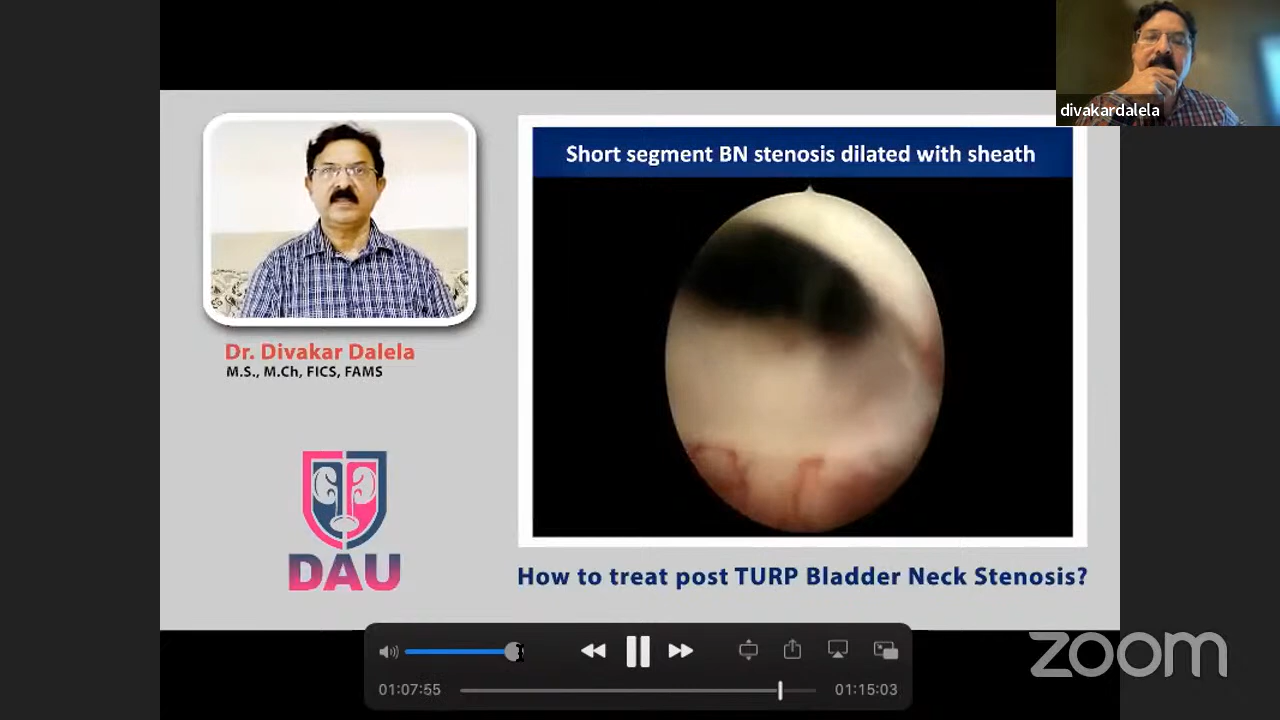 divakardalela
Short segment BN stenosis dilated with sheath
Dr. Divakar Dalela
M.S., M.Ch, FICS, FAMS
DAU
How to treat post TURP Bladder Neck Stenosis?
zoom
01:07:55
01:15:03